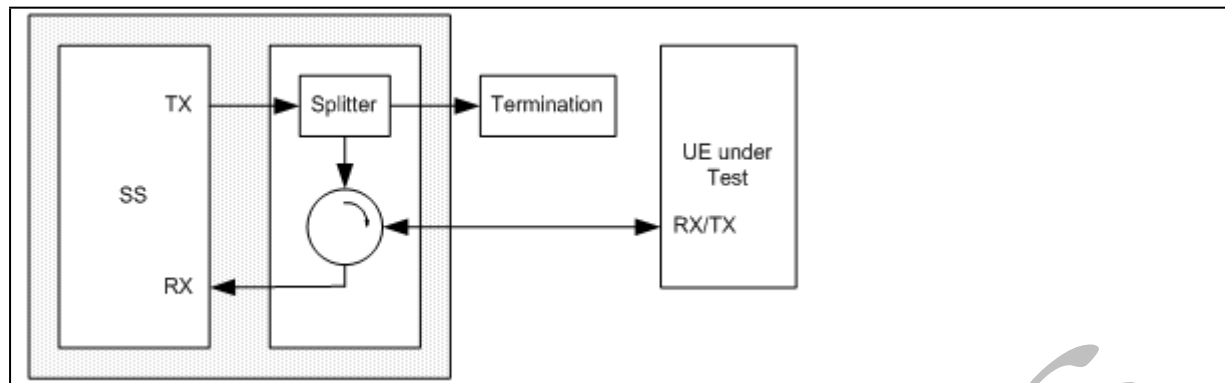 TX
Splitter
Termination
UE under
Test
SS
RX/TX
RX